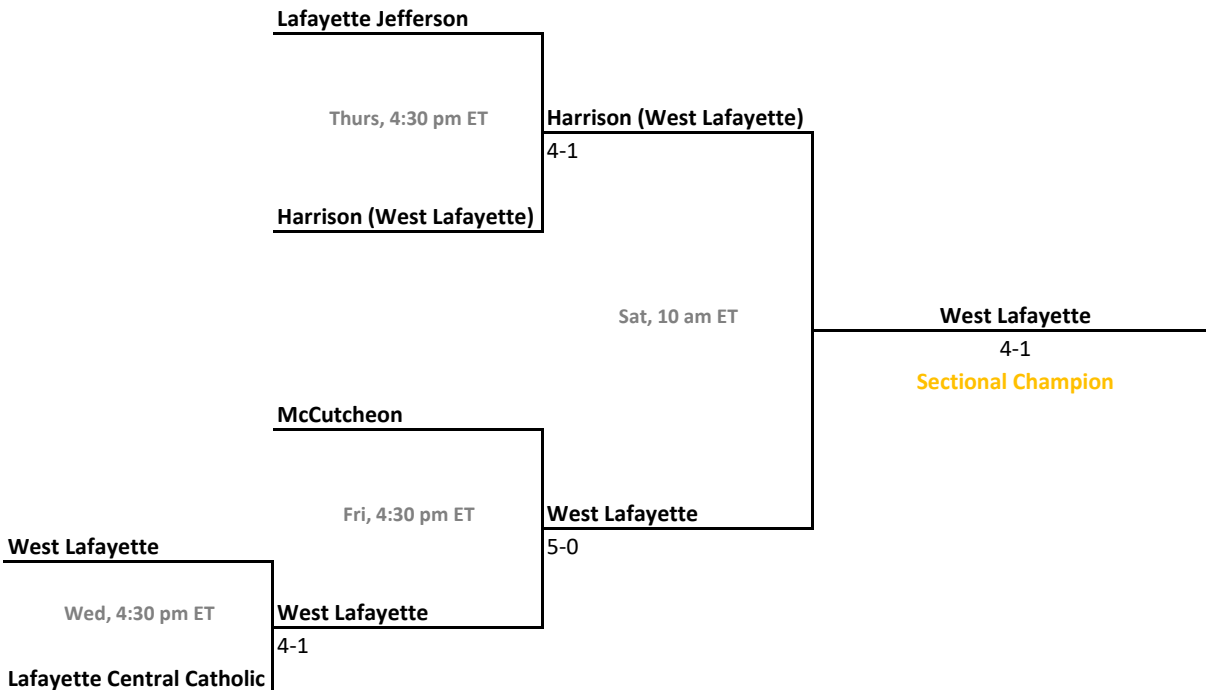 Lafayette Jefferson
Thurs, 4:30 pm ET
Harrison (West Lafayette)
4-1
Harrison (West Lafayette)
Sat, 10 am ET
West Lafayette
4-1
Sectional Champion
McCutcheon
Fri, 4:30 pm ET
West Lafayette
5-0
West Lafayette
Wed, 4:30 pm ET
West Lafayette
4-1
Lafayette Central Catholic